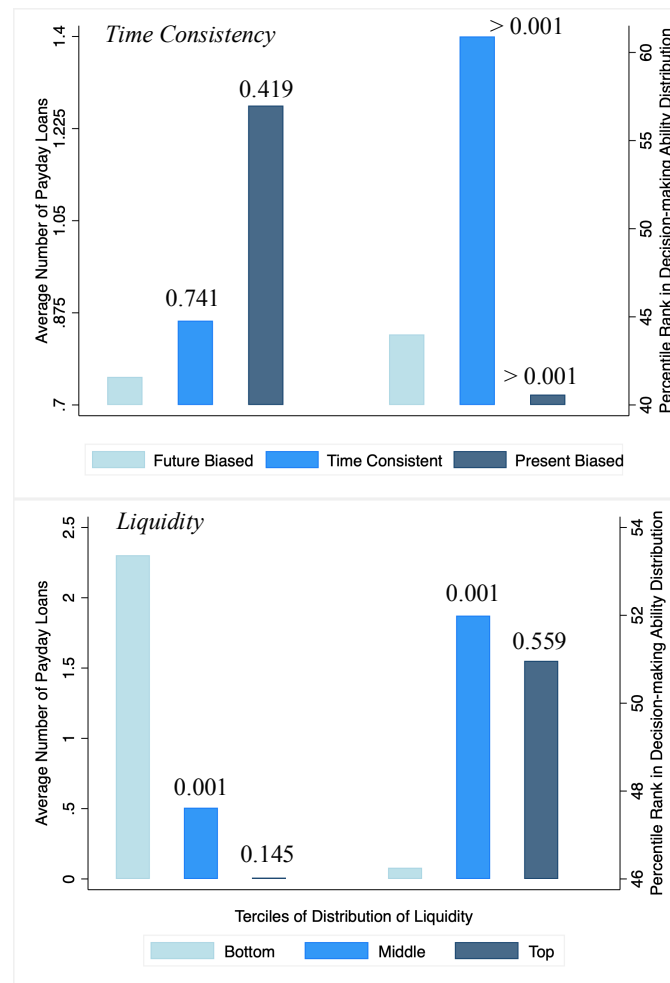 Time Consistency
> 0.001
0.419
0.741
> 0.001
Average Number of Payday Loans
.7 .875 1.05 1.225 1.4
Percentile Rank in Decision-making Ability Distribution
40 45 50 55 60
Future Biased Time Consistent Present Biased
Liquidity
0.001
0.559
0.001
0.145
Average Number of Payday Loans
0 .5 1 1.5 2 2.5
Percentile Rank in Decision-making Ability Distribution
46 48 50 52 54
Terciles of Distribution of Liquidity
Bottom Middle Top